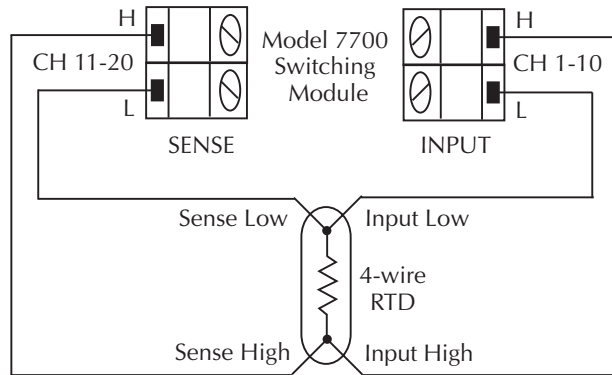 H
CH 11-20
L
SENSE
Model 7700
Switching
Module
H
CH 1-10
L
INPUT
Sense Low
Input Low
4-wire
RTD
Sense High
Input High